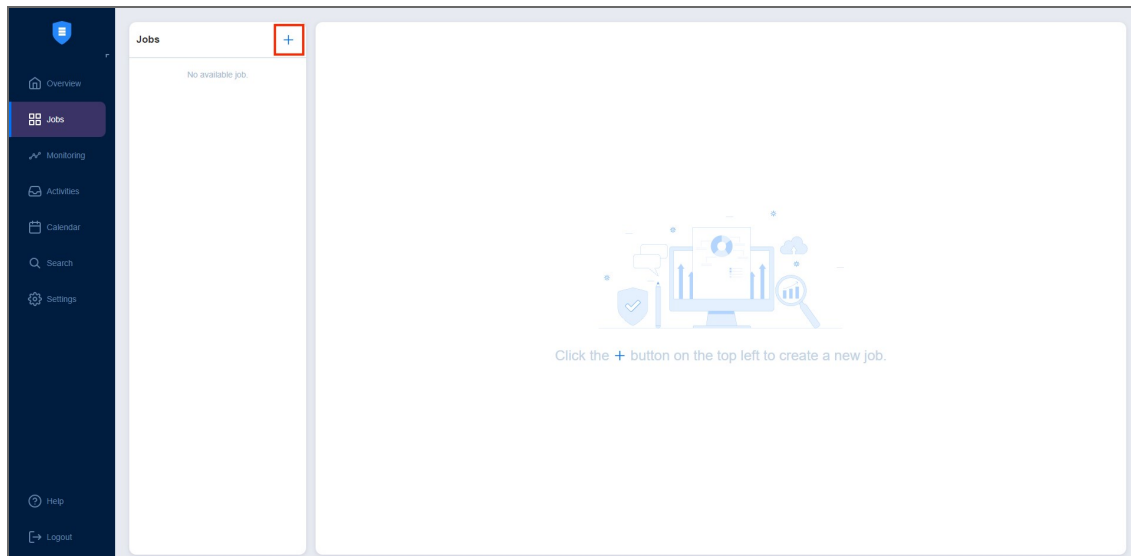 Jobs +
No available job.
Overview
Jobs
Monitoring
Activities
Calendar
Search
Settings
Help
Logout
Click the + button on the top left to create a new job.